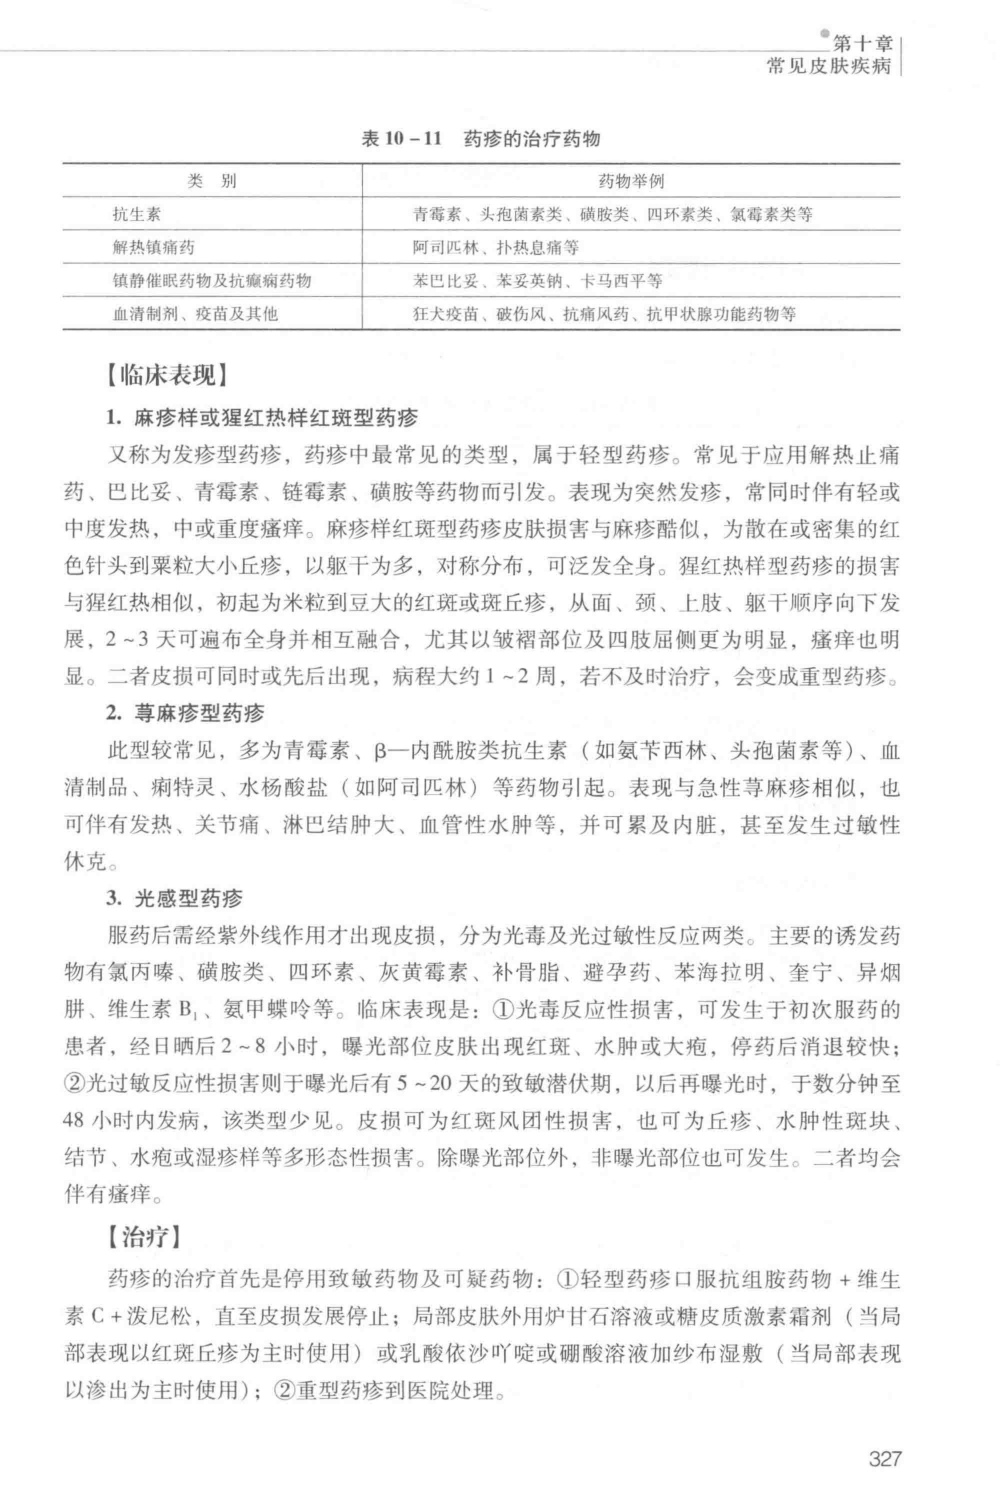 第十章
常见皮肤疾病
表 10－11 药疹的治疗药物
类 别 药物举例
抗生素 青霉素、头孢菌素类、磺胺类、四环素类、氯霉素类等
解热镇痛药 阿司匹林、扑热息痛等
镇静催眠药物及抗癫痫药物 苯巴比妥、苯妥英钠、卡马西平等
血清制剂、疫苗及其他 狂犬疫苗、破伤风、抗痛风药、抗甲状腺功能药物等
【临床表现】
1. 麻疹样或猩红热样红斑型药疹
又称为发疹型药疹，药疹中最常见的类型，属于轻型药疹。常见于应用解热止痛
药、巴比妥、青霉素、链霉素、磺胺等药物而引发。表现为突然发疹，常同时伴有轻或
中度发热，中或重度瘙痒。麻疹样红斑型药疹皮肤损害与麻疹酷似，为散在或密集的红
色针头到粟粒大小丘疹，以躯干为多，对称分布，可泛发全身。猩红热样型药疹的损害
与猩红热相似，初起为米粒到豆大的红斑或斑丘疹，从面、颈、上肢、躯干顺序向下发
展，2～3 天可遍布全身并相互融合，尤其以皱褶部位及四肢屈侧更为明显，瘙痒也明
显。二者皮损可同时或先后出现，病程大约 1～2 周，若不及时治疗，会变成重型药疹。
2. 荨麻疹型药疹
此型较常见，多为青霉素、β—内酰胺类抗生素（如氨苄西林、头孢菌素等）、血
清制品、痢特灵、水杨酸盐（如阿司匹林）等药物引起。表现与急性荨麻疹相似，也
可伴有发热、关节痛、淋巴结肿大、血管性水肿等，并可累及内脏，甚至发生过敏性
休克。
3. 光感型药疹
服药后需经紫外线作用才出现皮损，分为光毒及光过敏性反应两类。主要的诱发药
物有氯丙嗪、磺胺类、四环素、灰黄霉素、补骨脂、避孕药、苯海拉明、奎宁、异烟
肼、维生素 B₁、氨甲蝶呤等。临床表现是：①光毒反应性损害，可发生于初次服药的
患者，经日晒后 2～8 小时，曝光部位皮肤出现红斑、水肿或大疱，停药后消退较快；
②光过敏反应性损害则于曝光后有 5～20 天的致敏潜伏期，以后再曝光时，于数分钟至
48 小时内发病，该类型少见。皮损可为红斑风团性损害，也可为丘疹、水肿性斑块、
结节、水疱或湿疹样等多形态性损害。除曝光部位外，非曝光部位也可发生。二者均会
伴有瘙痒。
【治疗】
药疹的治疗首先是停用致敏药物及可疑药物：①轻型药疹口服抗组胺药物 + 维生
素 C + 泼尼松，直至皮损发展停止；局部皮肤外用炉甘石溶液或糖皮质激素霜剂（当局
部表现以红斑丘疹为主时使用）或乳酸依沙吖啶或硼酸溶液加纱布湿敷（当局部表现
以渗出为主时使用）；②重型药疹到医院处理。
327